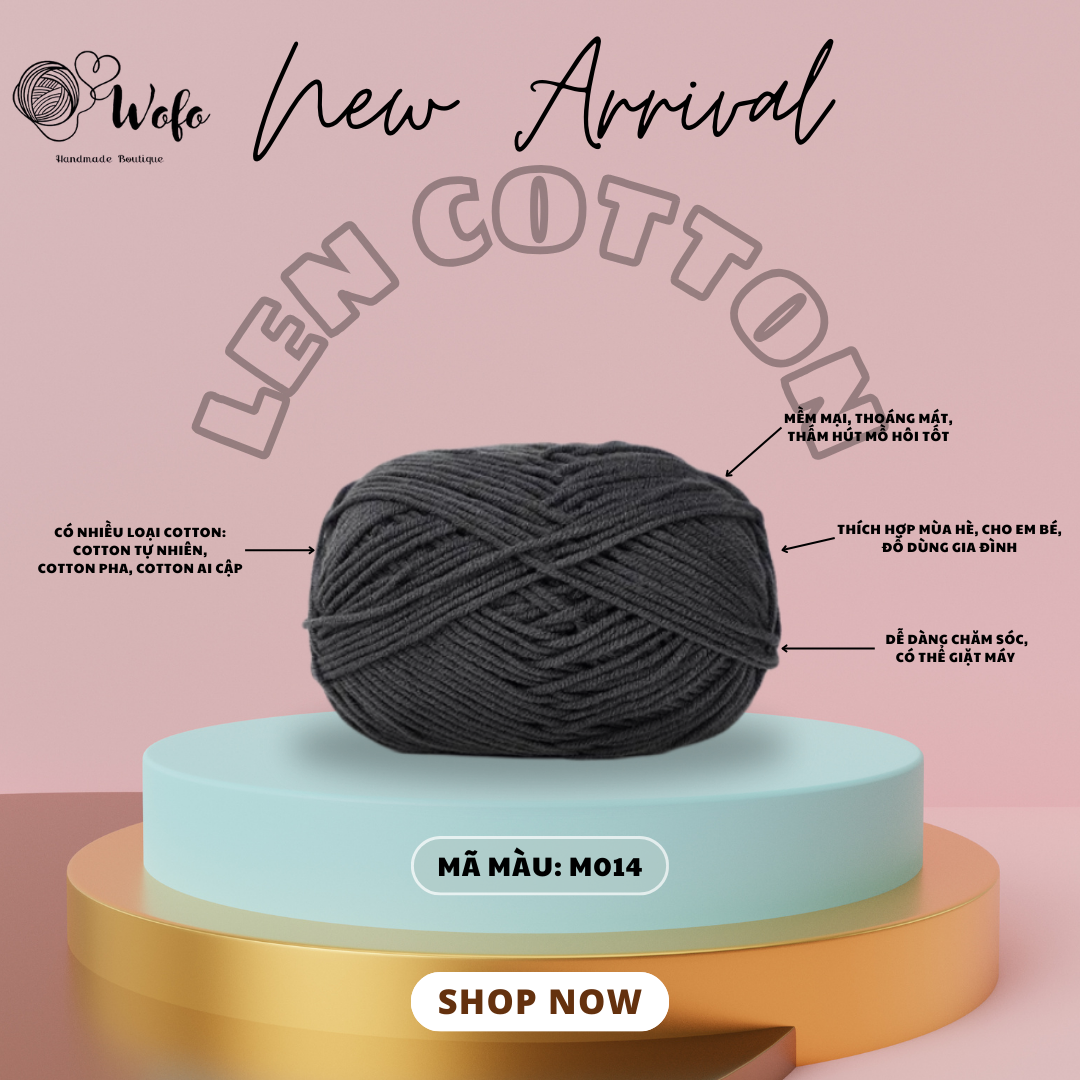 Wofo
Handmade Boutique
New Arrival
LEN COTTON
MỀM MẠI, THOÁNG MÁT,
THẤM HÚT MỒ HÔI TỐT
CÓ NHIỀU LOẠI COTTON:
COTTON TỰ NHIÊN,
COTTON PHA, COTTON AI CẬP
THÍCH HỢP MÙA HÈ, CHO EM BÉ,
ĐỒ DÙNG GIA ĐÌNH
DỄ DÀNG CHĂM SÓC,
CÓ THỂ GIẶT MÁY
MÃ MÀU: M014
SHOP NOW